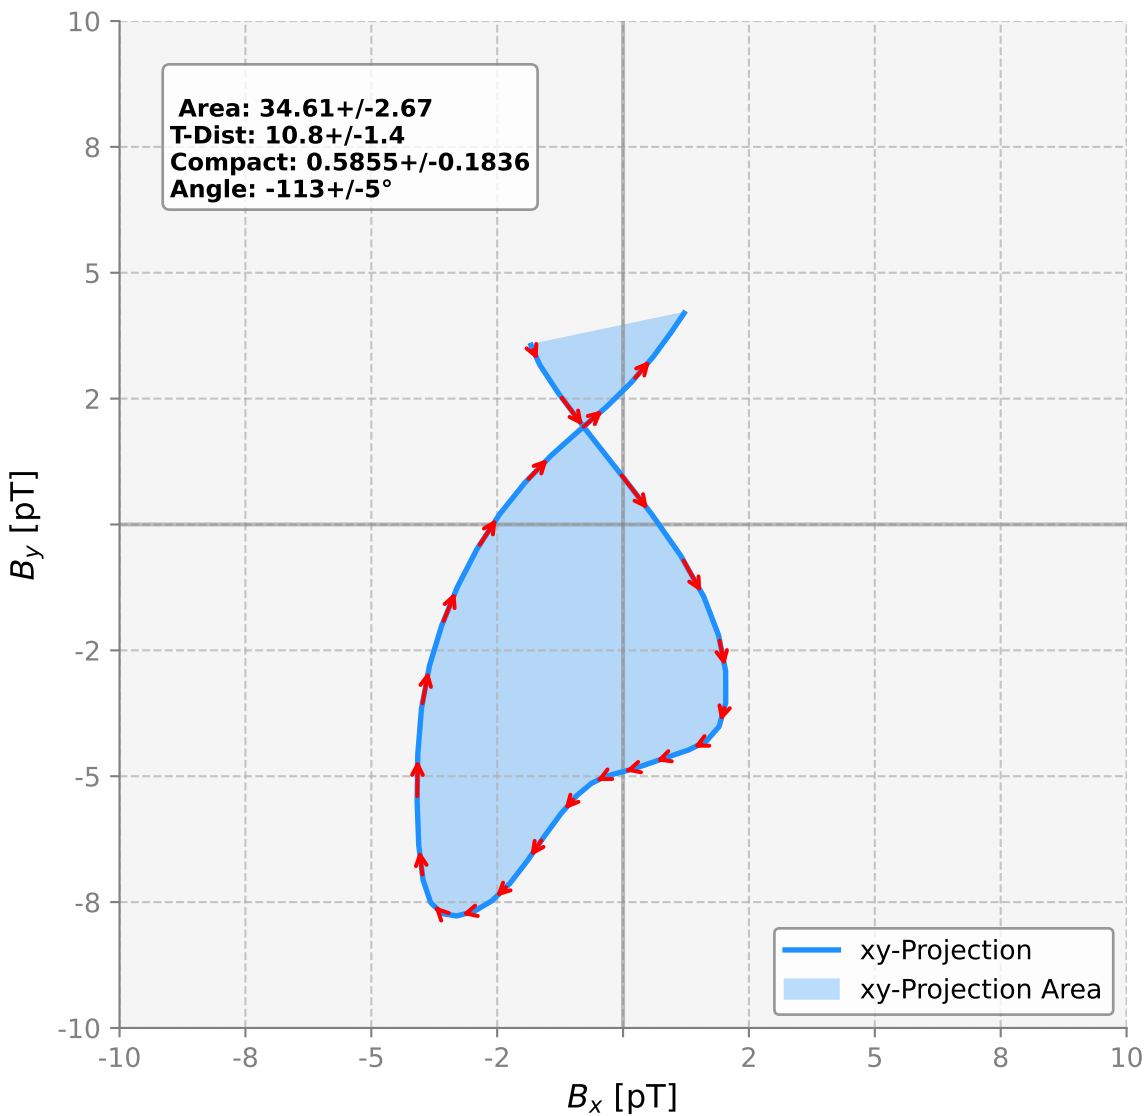 10
8
5
2
-2
-5
-8
-10
Area: 34.61+/-2.67
T-Dist: 10.8+/-1.4
Compact: 0.5855+/-0.1836
Angle: -113+/-5°
B_y [pT]
xy-Projection
xy-Projection Area
-10 -8 -5 -2 2 5 8 10
B_x [pT]